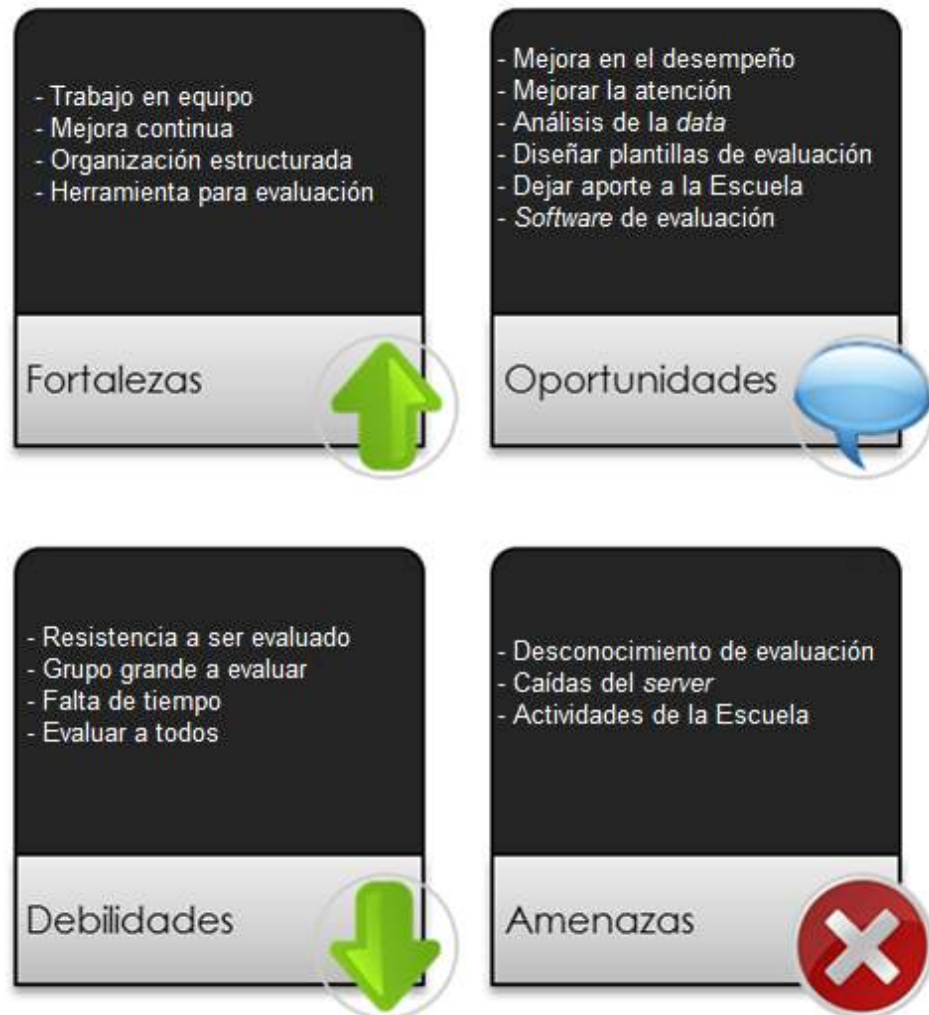 - Trabajo en equipo
- Mejora continua
- Organización estructurada
- Herramienta para evaluación
Fortalezas
- Mejora en el desempeño
- Mejorar la atención
- Análisis de la data
- Diseñar plantillas de evaluación
- Dejar aporte a la Escuela
- Software de evaluación
Oportunidades
- Resistencia a ser evaluado
- Grupo grande a evaluar
- Falta de tiempo
- Evaluar a todos
Debilidades
- Desconocimiento de evaluación
- Caídas del server
- Actividades de la Escuela
Amenazas